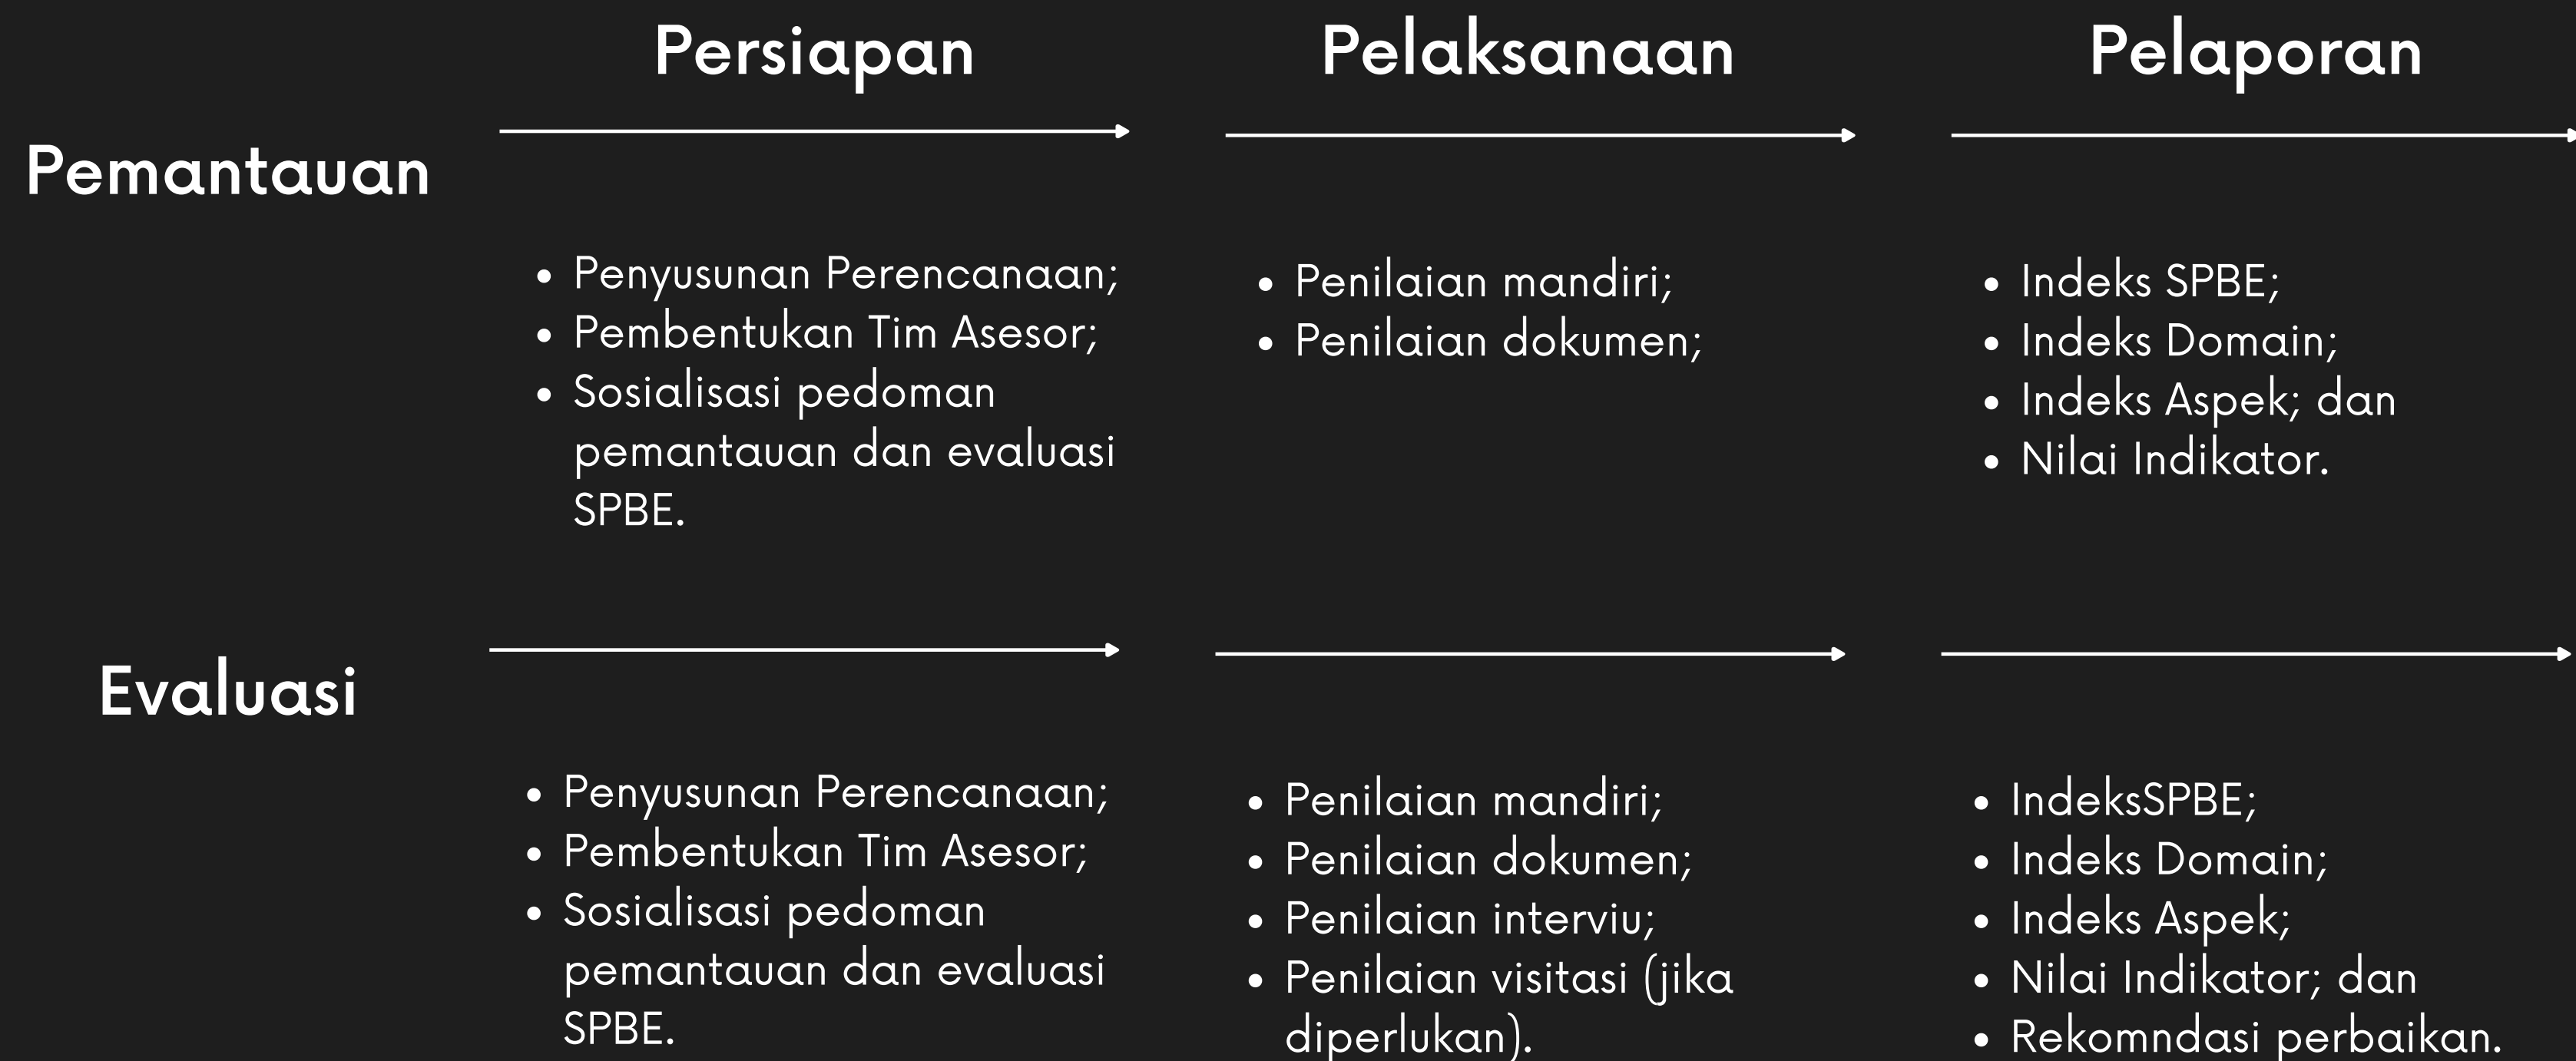 Persiapan
Pelaksanaan
Pelaporan
Pemantauan
• Penyusunan Perencanaan;
• Pembentukan Tim Asesor;
• Sosialisasi pedoman
pemantauan dan evaluasi
SPBE.
• Penilaian mandiri;
• Penilaian dokumen;
• Indeks SPBE;
• Indeks Domain;
• Indeks Aspek; dan
• Nilai Indikator.
Evaluasi
• Penyusunan Perencanaan;
• Pembentukan Tim Asesor;
• Sosialisasi pedoman
pemantauan dan evaluasi
SPBE.
• Penilaian mandiri;
• Penilaian dokumen;
• Penilaian interviu;
• Penilaian visitasi (jika
diperlukan).
• IndeksSPBE;
• Indeks Domain;
• Indeks Aspek;
• Nilai Indikator; dan
• Rekomndasi perbaikan.